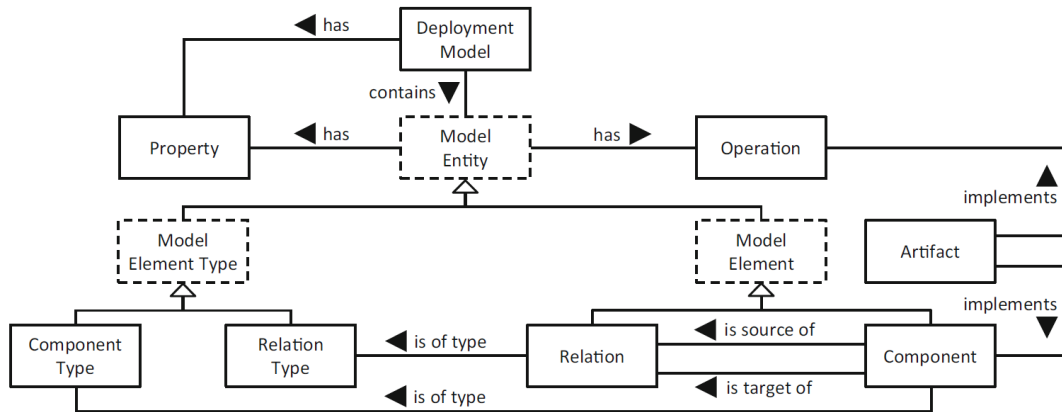 has
Deployment
Model
contains
Property
has
Model
Entity
has
Operation
implements
Model
Element Type
Model
Element
Artifact
implements
Component
Type
Relation
Type
is of type
Relation
is source of
is target of
Component
is of type